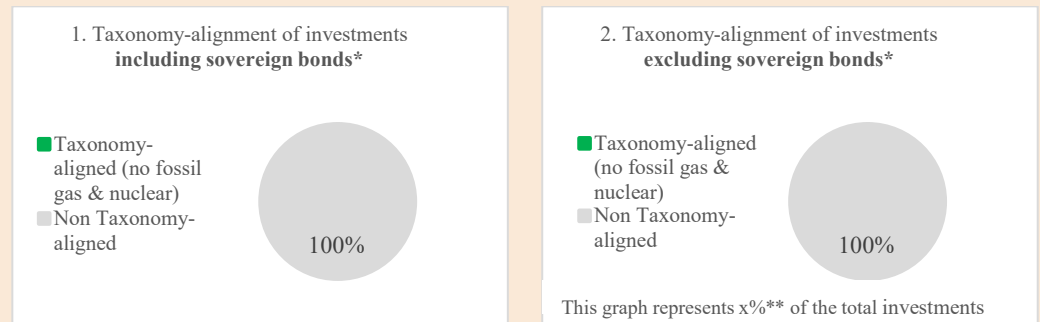 1. Taxonomy-alignment of investments
including sovereign bonds*
Taxonomy-
aligned (no fossil
gas & nuclear)
Non Taxonomy-
aligned
100%
2. Taxonomy-alignment of investments
excluding sovereign bonds*
Taxonomy-aligned
(no fossil gas &
nuclear)
Non Taxonomy-
aligned
100%
This graph represents x%** of the total investments